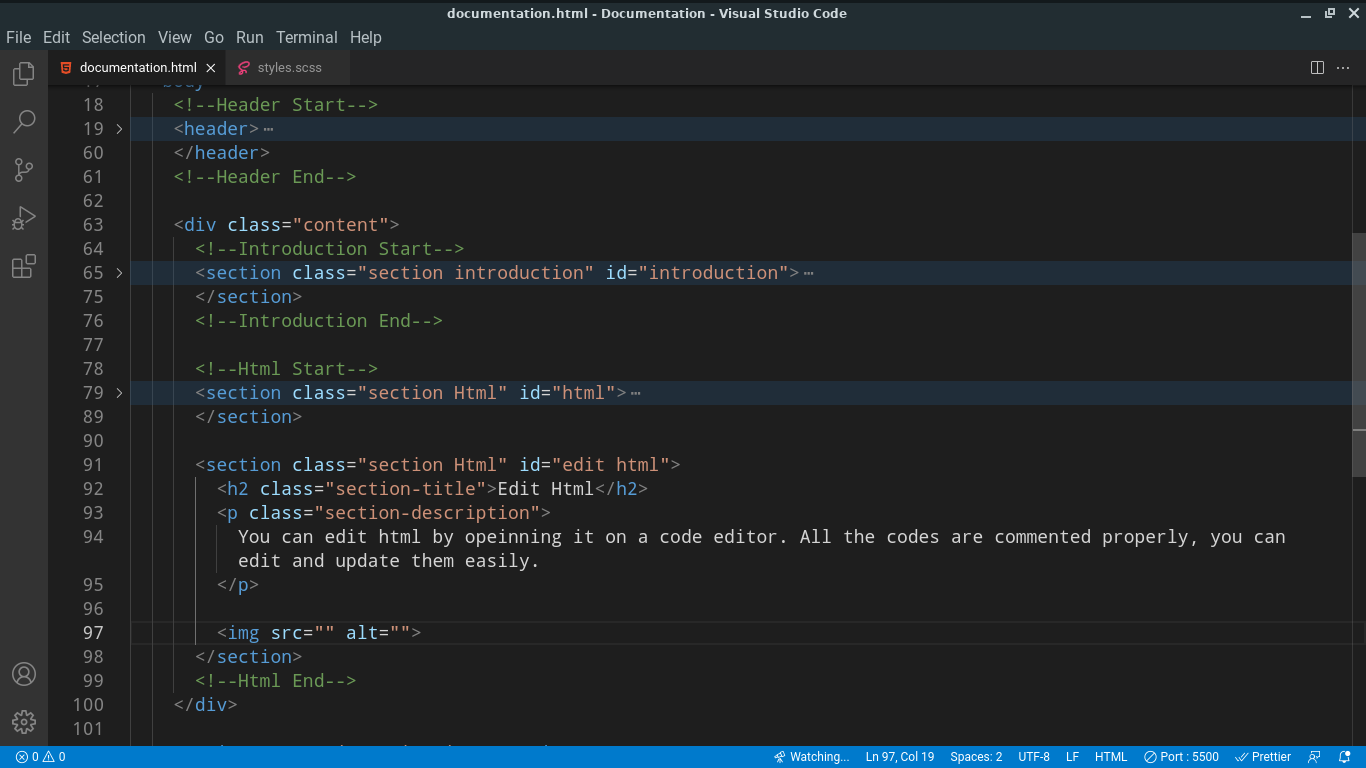 documentation.html - Documentation - Visual Studio Code
File Edit Selection View Go Run Terminal Help
documentation.html styles.scss
18 <!--Header Start-->
19 <header>
60 </header>
61 <!--Header End-->
62
63 <div class="content">
64 <!--Introduction Start-->
65 <section class="section introduction" id="introduction">
75 </section>
76 <!--Introduction End-->
77
78 <!--Html Start-->
79 <section class="section Html" id="html">
89 </section>
90
91 <section class="section Html" id="edit html">
92 <h2 class="section-title">Edit Html</h2>
93 <p class="section-description">
94 You can edit html by opeinning it on a code editor. All the codes are commented properly, you can
edit and update them easily.
95 </p>
96
97 <img src="" alt="">
98 </section>
99 <!--Html End-->
100 </div>
101
0 0 Watching... Ln 97, Col 19 Spaces: 2 UTF-8 LF HTML Port : 5500 Prettier